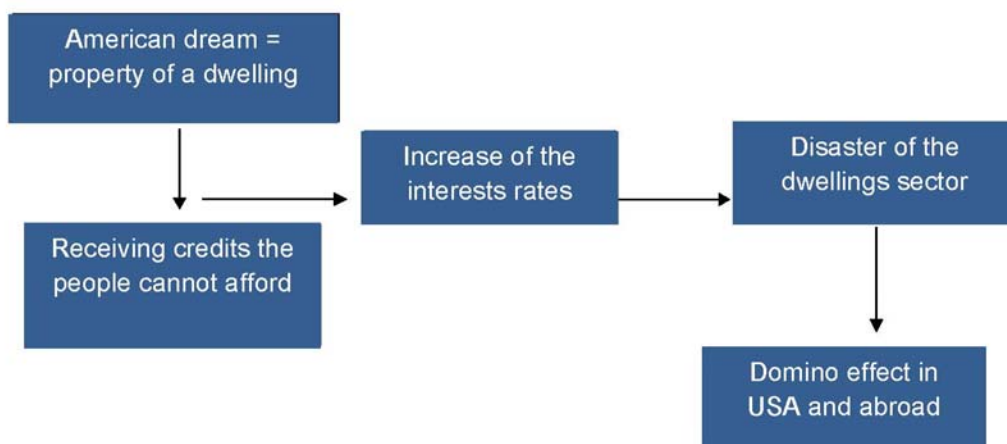 American dream =
property of a dwelling
Receiving credits the
people cannot afford
Increase of the
interests rates
Disaster of the
dwellings sector
Domino effect in
USA and abroad